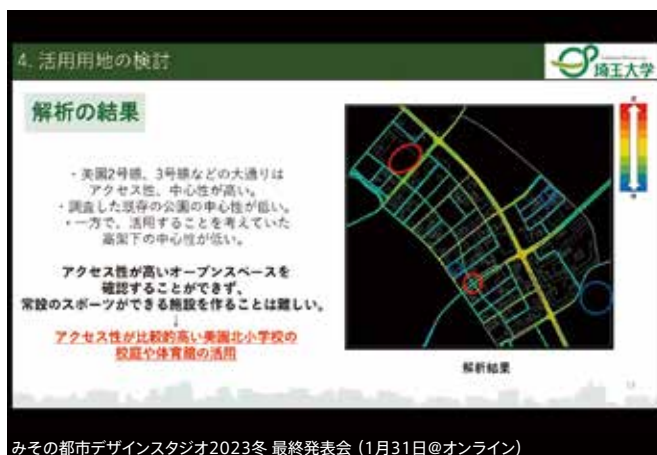 4. 活用用地の検討
埼玉大学
解析の結果
・美園2号線、3号線などの大通りは
アクセス性、中心性が高い。
・調査した既存の公園の中心性が低い。
・一方で、活用することを考えていた
高架下の中心性が低い。
アクセス性が高いオープンスペースを
確認することができず、
常設のスポーツができる施設を作ることは難しい。
↓
アクセス性が比較的高い美園北小学校の
校庭や体育館の活用
解析結果
みその都市デザインスタジオ2023冬 最終発表会 (1月31日@オンライン)